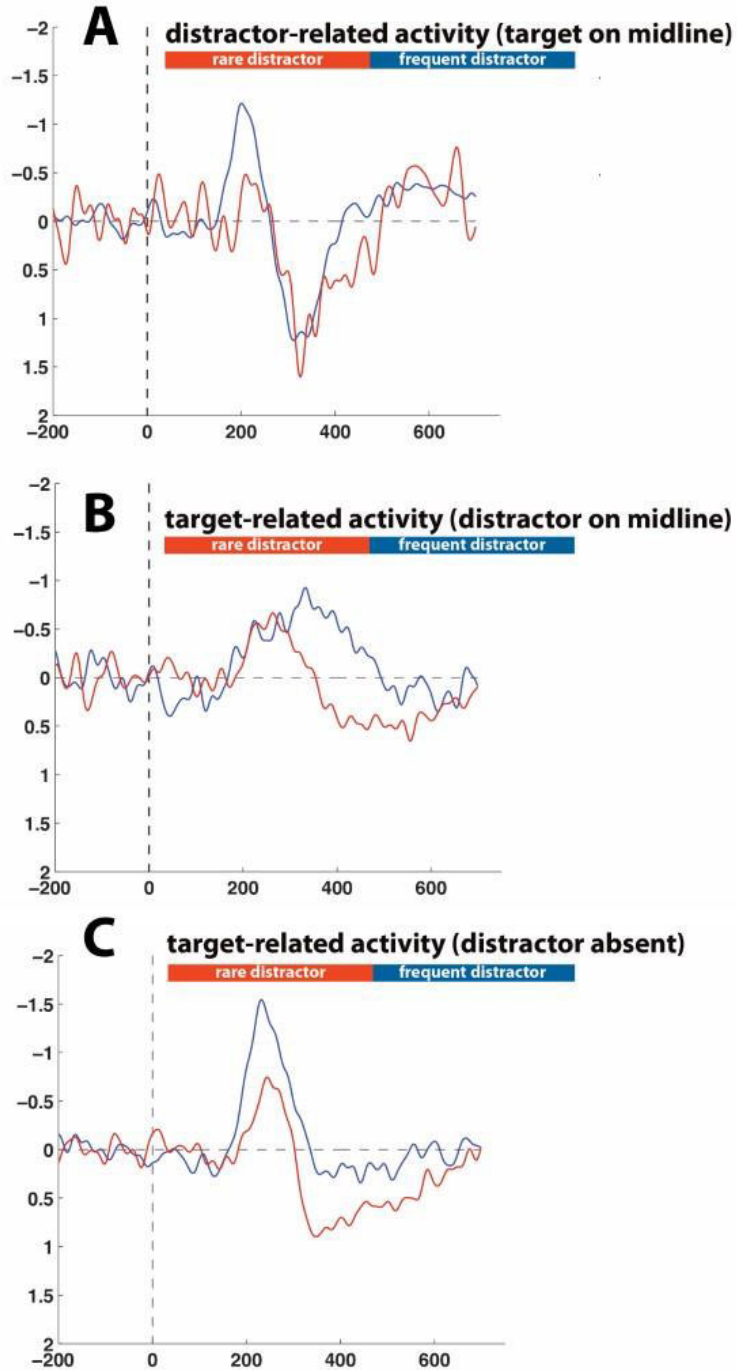 A
distractor-related activity (target on midline)
rare distractor frequent distractor
−2
−1.5
−1
−0.5
0
0.5
1
1.5
2
−200 0 200 400 600
B
target-related activity (distractor on midline)
rare distractor frequent distractor
−2
−1.5
−1
−0.5
0
0.5
1
1.5
2
−200 0 200 400 600
C
target-related activity (distractor absent)
rare distractor frequent distractor
−2
−1.5
−1
−0.5
0
0.5
1
1.5
2
−200 0 200 400 600